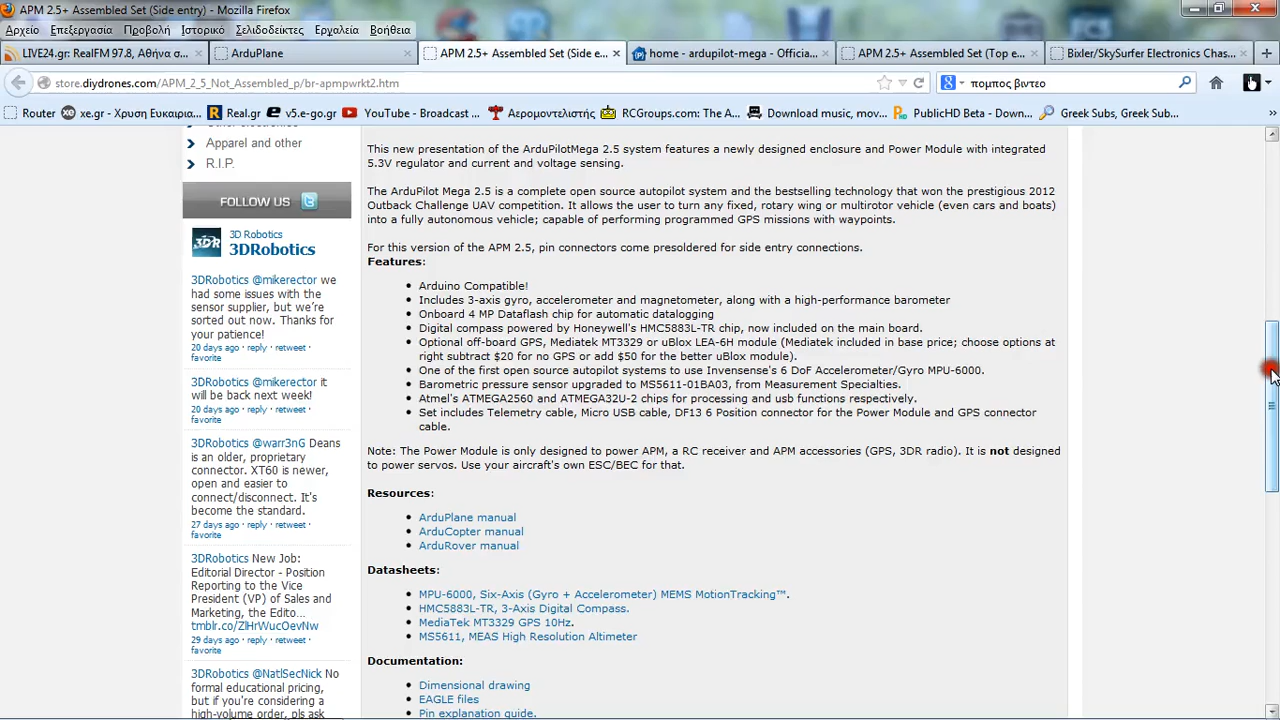 APM 2.5+ Assembled Set (Side entry) - Mozilla Firefox
Αρχείο Επεξεργασία Προβολή Ιστορικό Σελιδοδείκτες Εργαλεία Βοήθεια
LIVE24.gr: RealFM 97.8, Αθήνα σ... ArduPlane APM 2.5+ Assembled Set (Side e... home - ardupilot-mega - Officia... APM 2.5+ Assembled Set (Top e... Bixler/SkySurfer Electronics Chas...
store.diydrones.com/APM_2_5_Not_Assembled_p/br-apmpwrkt2.htm πομπος βιντεο
Router xe.gr - Χρυση Ευκαιρια... Real.gr v5.e-go.gr YouTube - Broadcast ... Αερομοντελιστής RCGroups.com: The A... Download music, mov... PublicHD Beta - Down... Greek Subs, Greek Sub...
Apparel and other
R.I.P.
FOLLOW US
3D Robotics
3DRobotics
3DRobotics @mikerector we
had some issues with the
sensor supplier, but we're
sorted out now. Thanks for
your patience!
20 days ago · reply · retweet ·
favorite
3DRobotics @mikerector it
will be back next week!
20 days ago · reply · retweet ·
favorite
3DRobotics @warr3nG Deans
is an older, proprietary
connector. XT60 is newer,
open and easier to
connect/disconnect. It's
become the standard.
27 days ago · reply · retweet ·
favorite
3DRobotics New Job:
Editorial Director - Position
Reporting to the Vice
President (VP) of Sales and
Marketing, the Edito...
tmblr.co/ZlHrWucOevNw
29 days ago · reply · retweet ·
favorite
3DRobotics @NatlSecNick No
formal educational pricing,
but if you're considering a
high-volume order, pls ask
This new presentation of the ArduPilotMega 2.5 system features a newly designed enclosure and Power Module with integrated
5.3V regulator and current and voltage sensing.
The ArduPilot Mega 2.5 is a complete open source autopilot system and the bestselling technology that won the prestigious 2012
Outback Challenge UAV competition. It allows the user to turn any fixed, rotary wing or multirotor vehicle (even cars and boats)
into a fully autonomous vehicle; capable of performing programmed GPS missions with waypoints.
For this version of the APM 2.5, pin connectors come presoldered for side entry connections.
Features:
• Arduino Compatible!
• Includes 3-axis gyro, accelerometer and magnetometer, along with a high-performance barometer
• Onboard 4 MP Dataflash chip for automatic datalogging
• Digital compass powered by Honeywell's HMC5883L-TR chip, now included on the main board.
• Optional off-board GPS, Mediatek MT3329 or uBlox LEA-6H module (Mediatek included in base price; choose options at
right subtract $20 for no GPS or add $50 for the better uBlox module).
• One of the first open source autopilot systems to use Invensense's 6 DoF Accelerometer/Gyro MPU-6000.
• Barometric pressure sensor upgraded to MS5611-01BA03, from Measurement Specialties.
• Atmel's ATMEGA2560 and ATMEGA32U-2 chips for processing and usb functions respectively.
• Set includes Telemetry cable, Micro USB cable, DF13 6 Position connector for the Power Module and GPS connector
cable.
Note: The Power Module is only designed to power APM, a RC receiver and APM accessories (GPS, 3DR radio). It is not designed
to power servos. Use your aircraft's own ESC/BEC for that.
Resources:
• ArduPlane manual
• ArduCopter manual
• ArduRover manual
Datasheets:
• MPU-6000, Six-Axis (Gyro + Accelerometer) MEMS MotionTracking™.
• HMC5883L-TR, 3-Axis Digital Compass.
• MediaTek MT3329 GPS 10Hz.
• MS5611, MEAS High Resolution Altimeter
Documentation:
• Dimensional drawing
• EAGLE files
• Pin explanation guide.